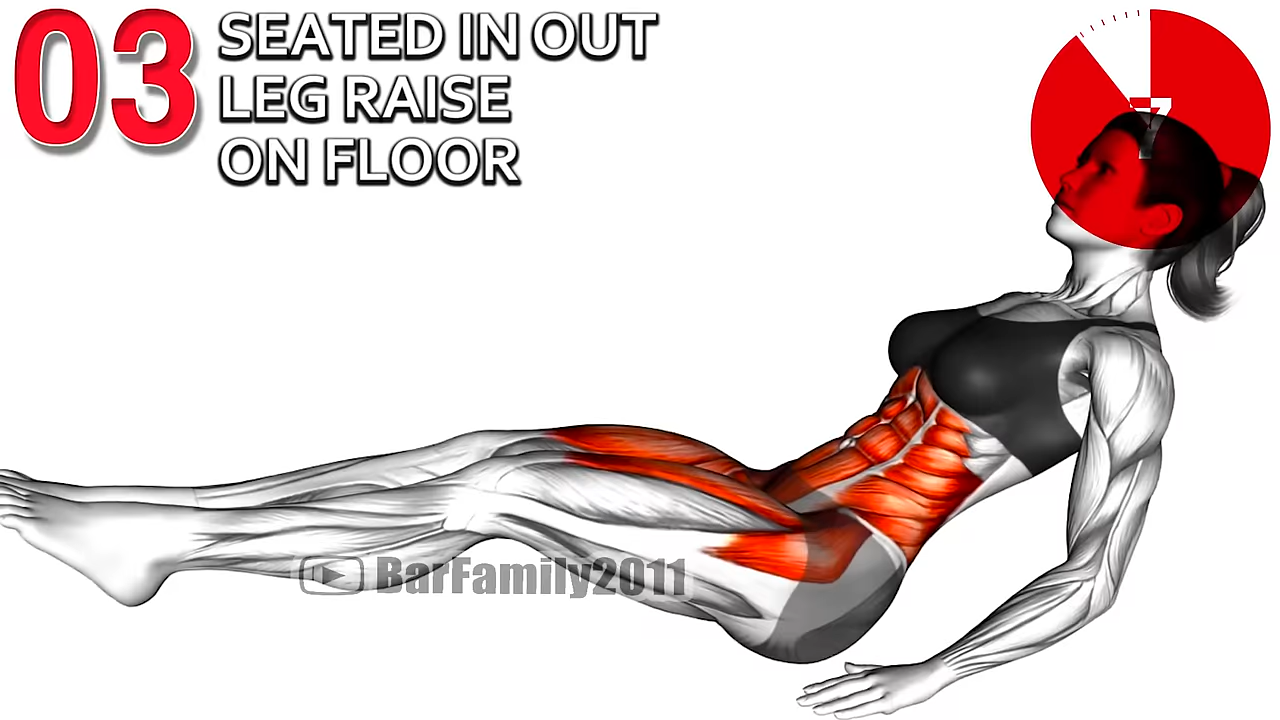 03
SEATED IN OUT
LEG RAISE
ON FLOOR
7
BarFamily2011